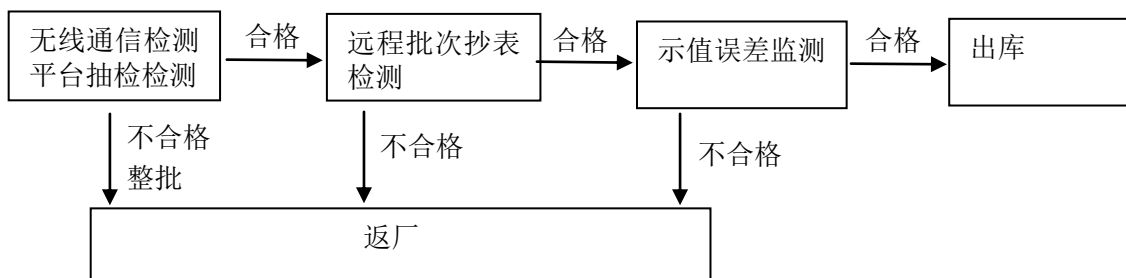 无线通信检测
平台抽检检测
合格
远程批次抄表
检测
合格
示值误差监测
合格
出库
不合格
整批
不合格
不合格
返厂